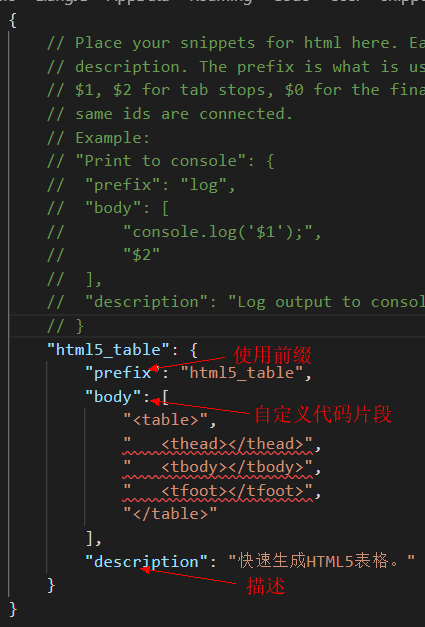 {
// Place your snippets for html here. Ea
// description. The prefix is what is us
// $1, $2 for tab stops, $0 for the fina
// same ids are connected.
// Example:
// "Print to console": {
//  "prefix": "log",
//  "body": [
//      "console.log('$1');",
//      "$2"
//  ],
//  "description": "Log output to consol
// }
"html5_table": {
使用前缀
"prefix": "html5_table",
"body": [
自定义代码片段
"<table>",
"   <thead></thead>",
"   <tbody></tbody>",
"   <tfoot></tfoot>",
"</table>"
],
"description": "快速生成HTML5表格。"
描述
}
}